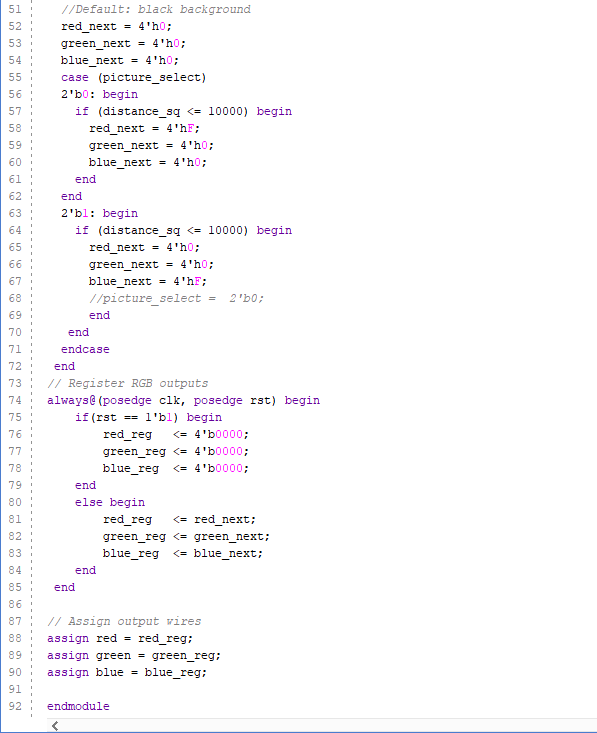 51 //Default: black background
52 red_next = 4'h0;
53 green_next = 4'h0;
54 blue_next = 4'h0;
55 case (picture_select)
56 2'b0: begin
57 if (distance_sq <= 10000) begin
58 red_next = 4'hF;
59 green_next = 4'h0;
60 blue_next = 4'h0;
61 end
62 end
63 2'b1: begin
64 if (distance_sq <= 10000) begin
65 red_next = 4'h0;
66 green_next = 4'h0;
67 blue_next = 4'hF;
68 //picture_select =  2'b0;
69 end
70 end
71 endcase
72 end
73 // Register RGB outputs
74 always@(posedge clk, posedge rst) begin
75 if(rst == 1'b1) begin
76 red_reg   <= 4'b0000;
77 green_reg <= 4'b0000;
78 blue_reg  <= 4'b0000;
79 end
80 else begin
81 red_reg   <= red_next;
82 green_reg <= green_next;
83 blue_reg  <= blue_next;
84 end
85 end
86
87 // Assign output wires
88 assign red = red_reg;
89 assign green = green_reg;
90 assign blue = blue_reg;
91
92 endmodule